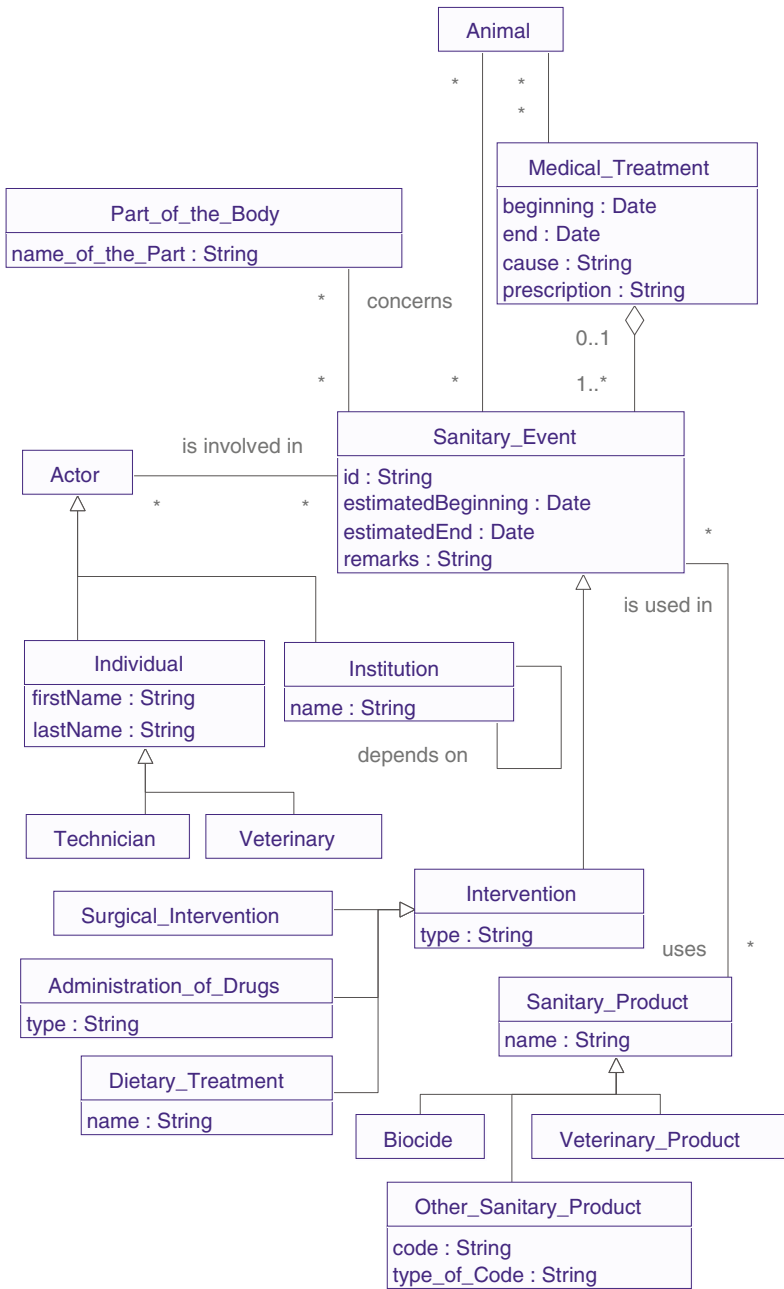 Animal
*
*
*
Medical_Treatment
beginning : Date
end : Date
cause : String
prescription : String
Part_of_the_Body
name_of_the_Part : String
*
concerns
0..1
*
*
1..*
is involved in
Sanitary_Event
id : String
estimatedBeginning : Date
estimatedEnd : Date
remarks : String
Actor
*
*
*
is used in
Individual
firstName : String
lastName : String
Institution
name : String
depends on
Technician
Veterinary
Intervention
type : String
Surgical_Intervention
uses
*
Administration_of_Drugs
type : String
Sanitary_Product
name : String
Dietary_Treatment
name : String
Biocide
Veterinary_Product
Other_Sanitary_Product
code : String
type_of_Code : String